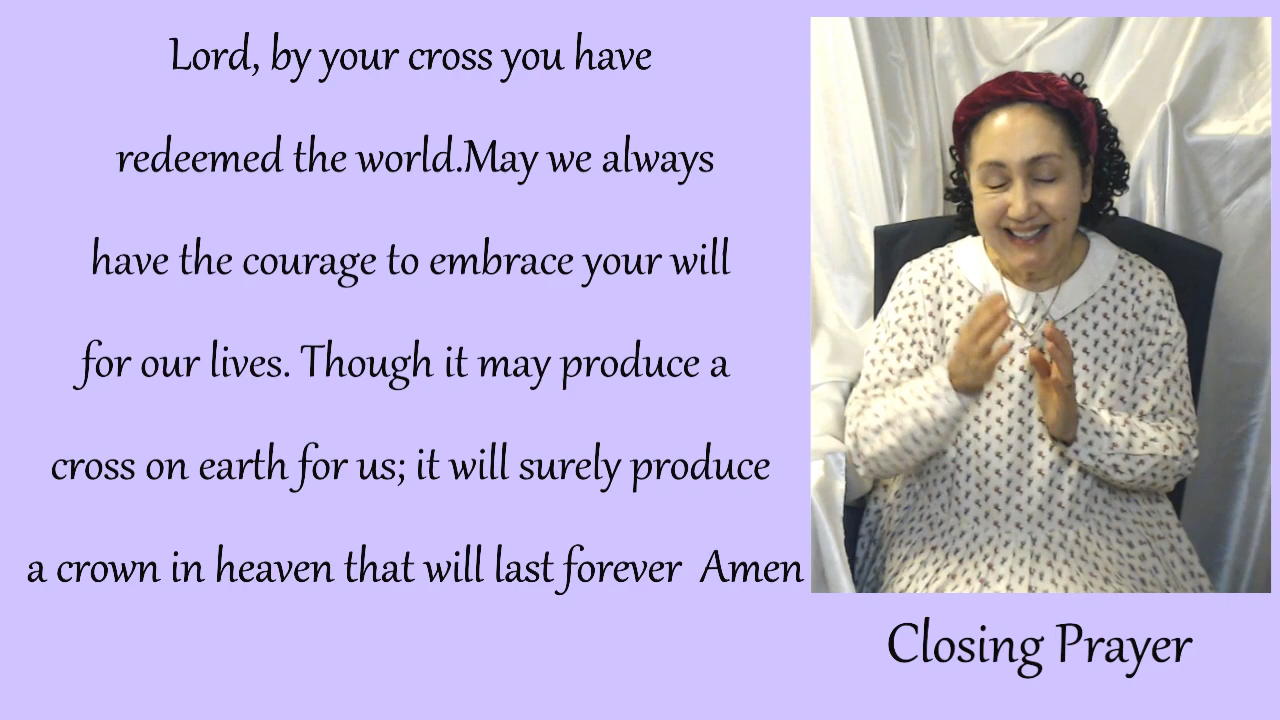 Lord, by your cross you have
redeemed the world.May we always
have the courage to embrace your will
for our lives. Though it may produce a
cross on earth for us; it will surely produce
a crown in heaven that will last forever  Amen
Closing Prayer